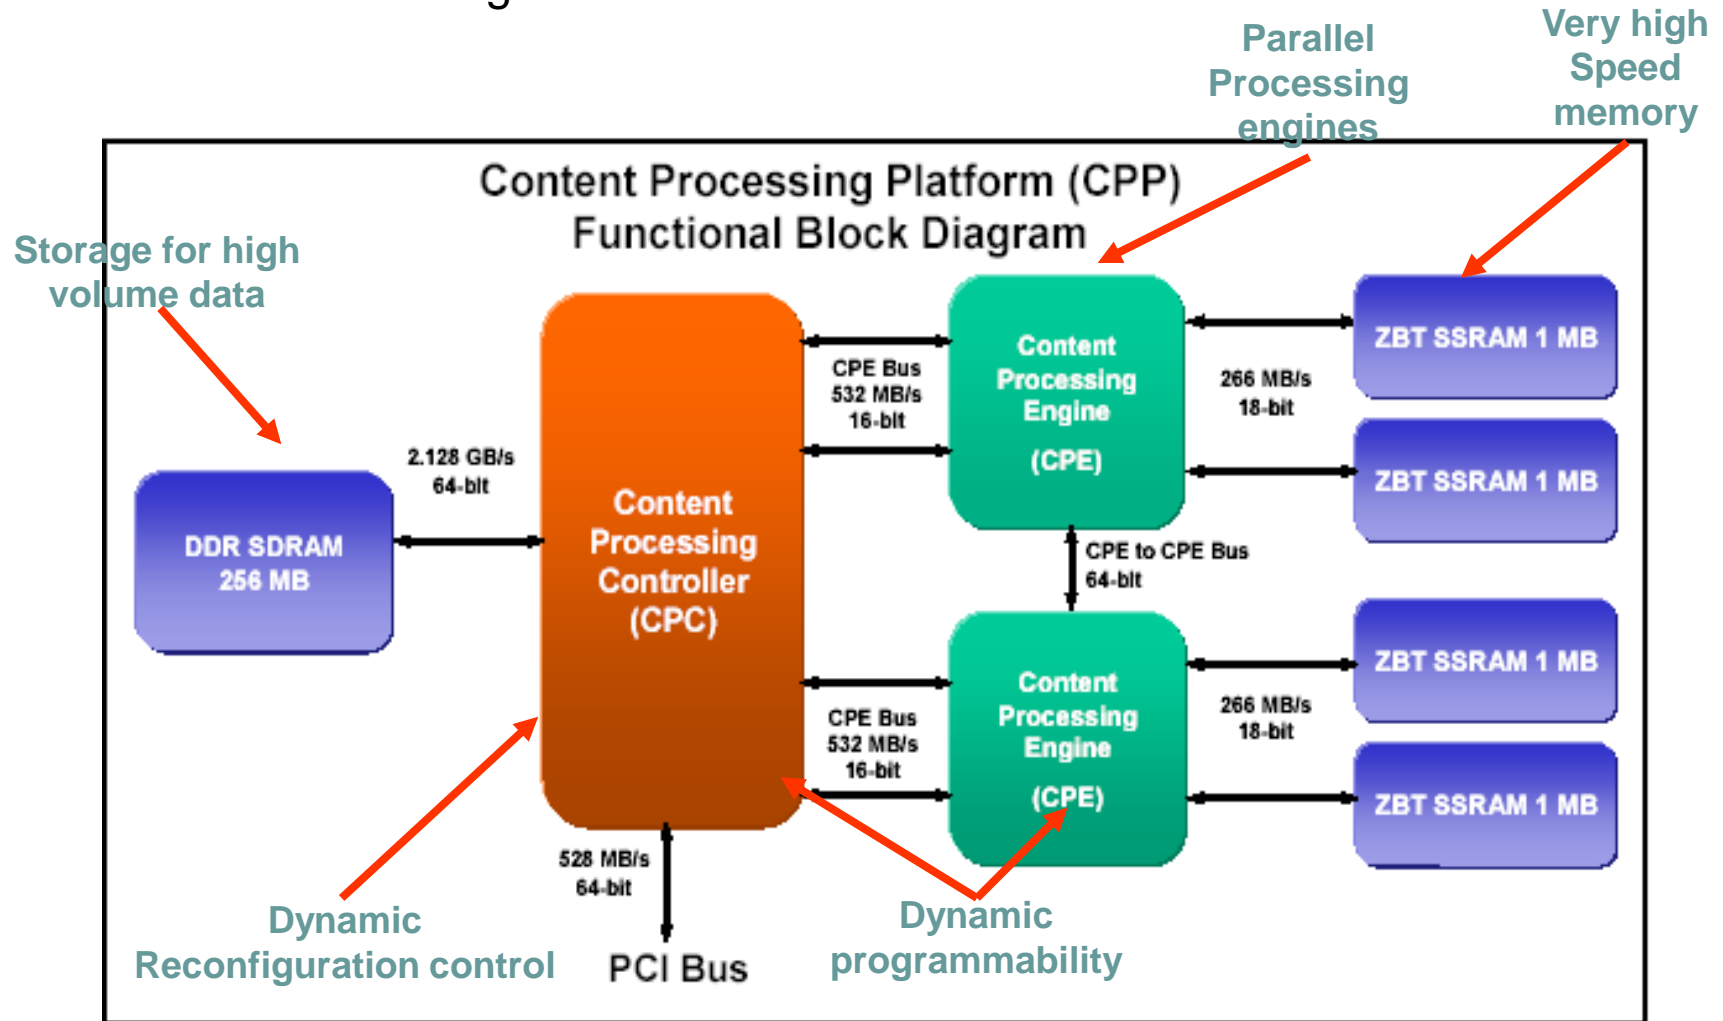 Parallel
Processing
engines
Very high
Speed
memory
Content Processing Platform (CPP)
Functional Block Diagram
Storage for high
volume data
DDR SDRAM
256 MB
2.128 GB/s
64-bit
Content
Processing
Controller
(CPC)
CPE Bus
532 MB/s
16-bit
Content
Processing
Engine
(CPE)
266 MB/s
18-bit
ZBT SSRAM 1 MB
ZBT SSRAM 1 MB
CPE to CPE Bus
64-bit
CPE Bus
532 MB/s
16-bit
Content
Processing
Engine
(CPE)
266 MB/s
18-bit
ZBT SSRAM 1 MB
ZBT SSRAM 1 MB
528 MB/s
64-bit
PCI Bus
Dynamic
Reconfiguration control
Dynamic
programmability